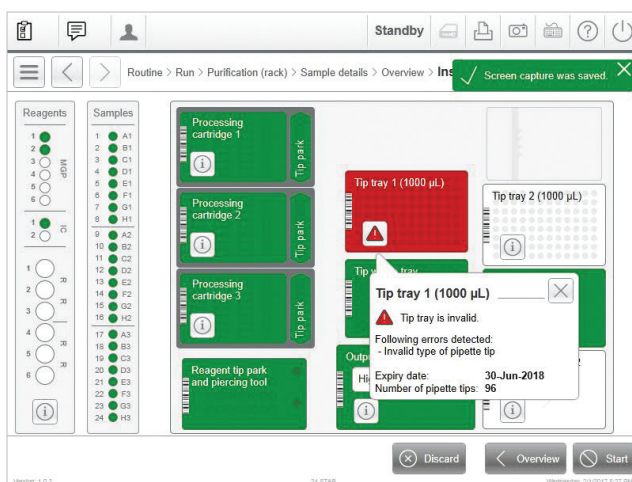 Standby
Routine > Run > Purification (rack) > Sample details > Overview > Ins
Screen capture was saved.
Reagents
1
2
3
4
5
6
MGP
1
2
IC
1
2
3
4
5
6
R
R
R
R
R
R
Samples
1 A1
2 B1
3 C1
4 D1
5 E1
6 F1
7 G1
8 H1
9 A2
10 B2
11 C2
12 D2
13 E2
14 F2
15 G2
16 H2
17 A3
18 B3
19 C3
20 D3
21 E3
22 F3
23 G3
24 H3
Processing
cartridge 1
Tip park
Processing
cartridge 2
Tip park
Processing
cartridge 3
Tip park
Reagent tip park
and piercing tool
Tip tray 1 (1000 µL)
Tip tray 2 (1000 µL)
Tip tray 1 (1000 µL)
Tip tray is invalid.
Following errors detected:
- Invalid type of pipette tip
Expiry date: 30-Jun-2018
Number of pipette tips: 96
Discard
Overview
Start